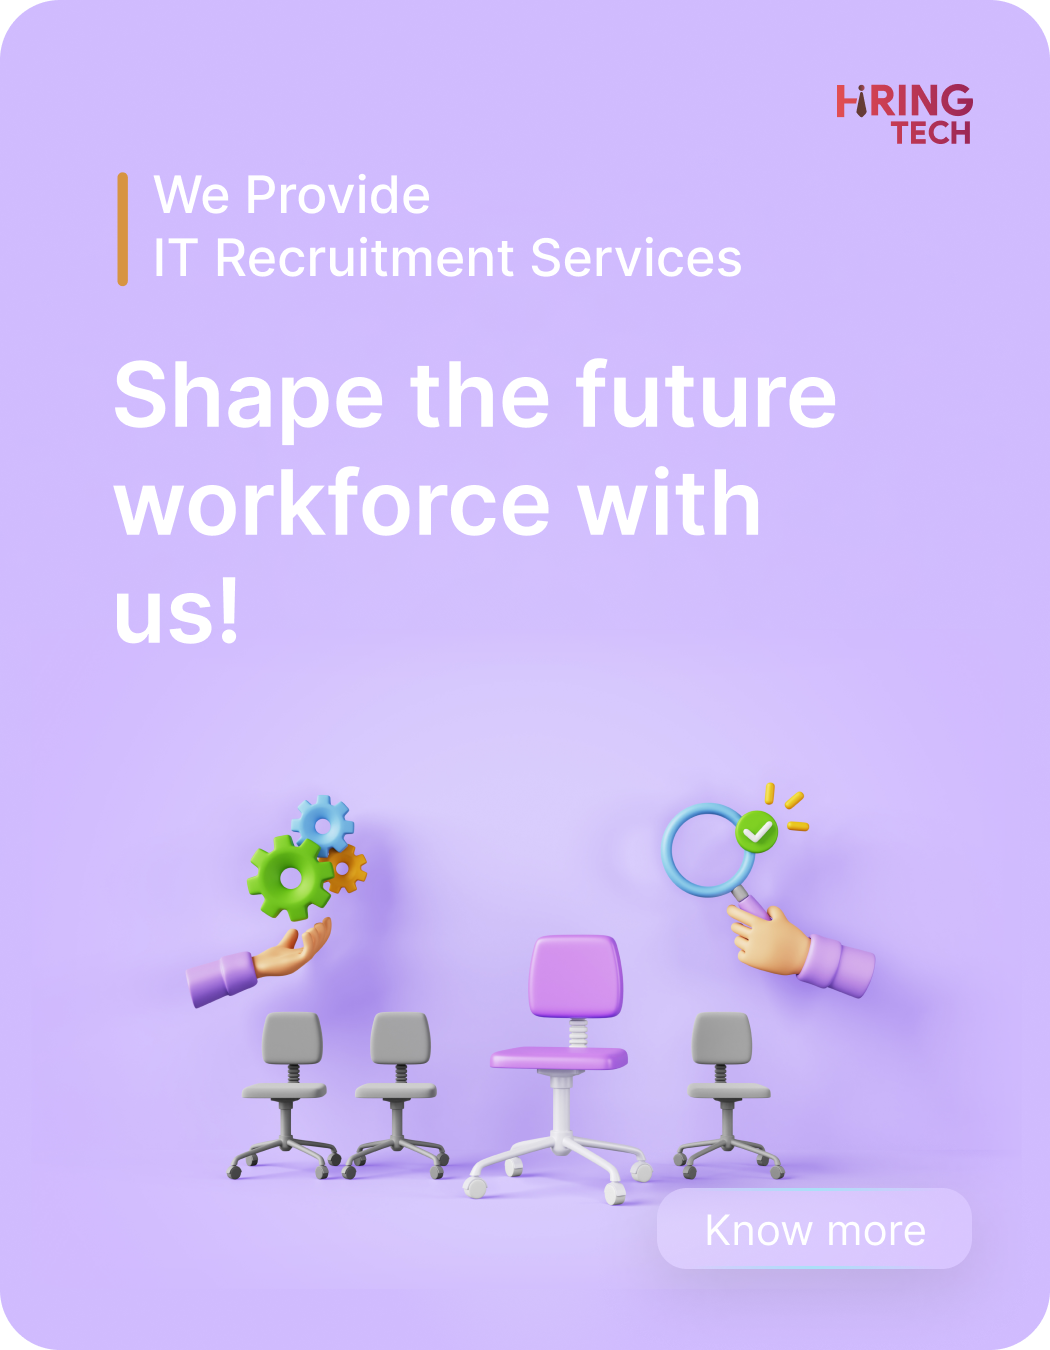 HiRING
TECH
We Provide
IT Recruitment Services
Shape the future
workforce with
us!
Know more